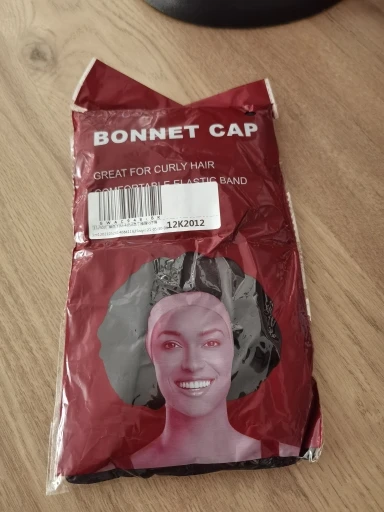 BONNET CAP
GREAT FOR CURLY HAIR
COMFORTABLE ELASTIC BAND
12K2012